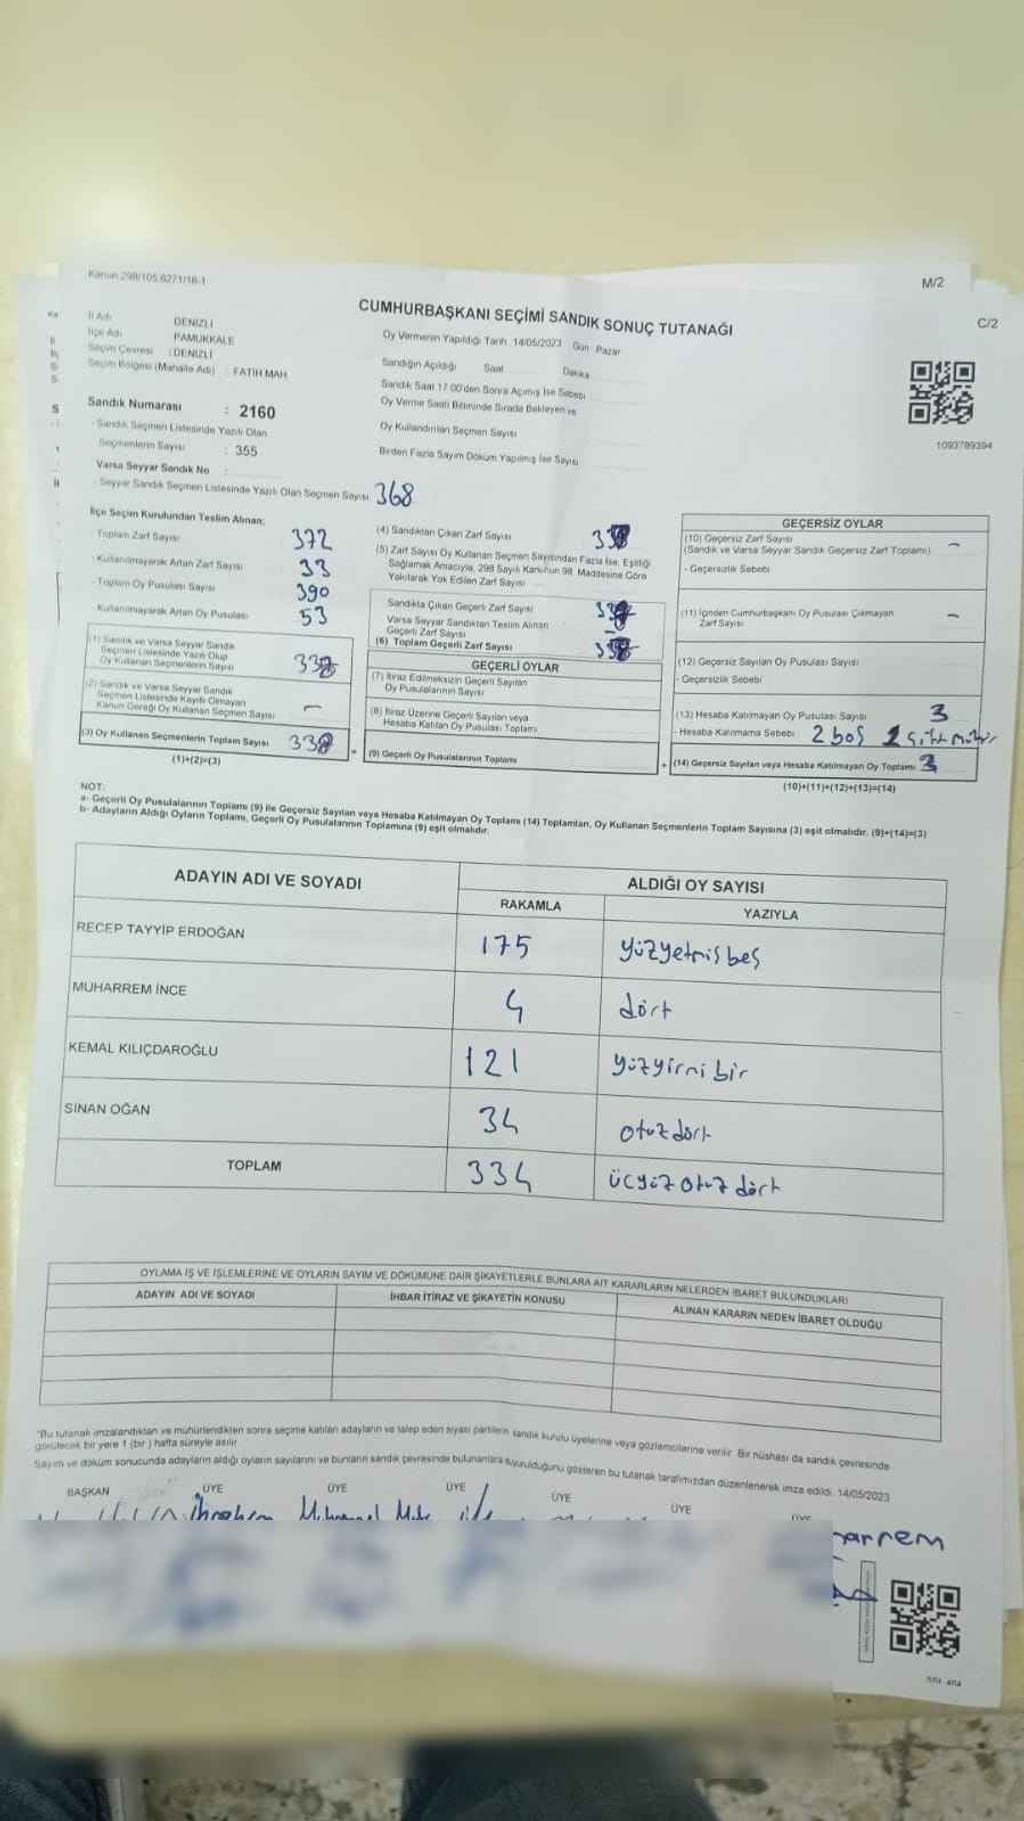 Kanun 298/105,6271/18-1
M/2
C/2
CUMHURBAŞKANI SEÇİMİ SANDIK SONUÇ TUTANAĞI
İl Adı DENİZLİ
İlçe Adı PAMUKKALE
Seçim Çevresi : DENİZLİ
Seçim Bölgesi (Mahalle Adı) : FATİH MAH.
Sandık Numarası : 2160
- Sandık Seçmen Listesinde Yazılı Olan
Seçmenlerin Sayısı : 355
Varsa Seyyar Sandık No :
- Seyyar Sandık Seçmen Listesinde Yazılı Olan Seçmen Sayısı 368
Oy Vermenin Yapıldığı Tarih: 14/05/2023 Gün : Pazar
Sandığın Açıldığı Saat Dakika
Sandık Saat 17.00'den Sonra Açılmış İse Sebebi
Oy Verme Saati Bitiminde Sırada Bekleyen ve
Oy Kullandırılan Seçmen Sayısı
Birden Fazla Sayım Döküm Yapılmış İse Sayısı
1093789394
İlçe Seçim Kurulundan Teslim Alınan;
- Toplam Zarf Sayısı 372
- Kullanılmayarak Artan Zarf Sayısı 33
- Toplam Oy Pusulası Sayısı 390
- Kullanılmayarak Artan Oy Pusulası 53
(1) Sandık ve Varsa Seyyar Sandık
Seçmen Listesinde Yazılı Olup
Oy Kullanan Seçmenlerin Sayısı
(2) Sandık ve Varsa Seyyar Sandık
Seçmen Listesinde Kayıtlı Olmayan
Kanun Gereği Oy Kullanan Seçmen Sayısı –
(3) Oy Kullanan Seçmenlerin Toplam Sayısı
(1)+(2)=(3)
(4) Sandıktan Çıkan Zarf Sayısı
(5) Zarf Sayısı Oy Kullanan Seçmen Sayısından Fazla İse, Eşitliği
Sağlamak Amacıyla, 298 Sayılı Kanunun 98. Maddesine Göre
Yakılarak Yok Edilen Zarf Sayısı
Sandıkta Çıkan Geçerli Zarf Sayısı
Varsa Seyyar Sandıktan Teslim Alınan
Geçerli Zarf Sayısı –
(6) Toplam Geçerli Zarf Sayısı
GEÇERLİ OYLAR
(7) İtiraz Edilmeksizin Geçerli Sayılan
Oy Pusulalarının Sayısı
(8) İtiraz Üzerine Geçerli Sayılan veya
Hesaba Katılan Oy Pusulası Toplamı
= (9) Geçerli Oy Pusulalarının Toplamı
GEÇERSİZ OYLAR
(10) Geçersiz Zarf Sayısı –
(Sandık ve Varsa Seyyar Sandık Geçersiz Zarf Toplamı)
- Geçersizlik Sebebi
(11) İçinden Cumhurbaşkanı Oy Pusulası Çıkmayan –
Zarf Sayısı
(12) Geçersiz Sayılan Oy Pusulası Sayısı
- Geçersizlik Sebebi
(13) Hesaba Katılmayan Oy Pusulası Sayısı 3
- Hesaba Katılmama Sebebi 2 boş
+ (14) Geçersiz Sayılan veya Hesaba Katılmayan Oy Toplamı 3
(10)+(11)+(12)+(13)=(14)
NOT:
a- Geçerli Oy Pusulalarının Toplamı (9) ile Geçersiz Sayılan veya Hesaba Katılmayan Oy Toplamı (14) Toplamları, Oy Kullanan Seçmenlerin Toplam Sayısına (3) eşit olmalıdır. (9)+(14)=(3)
b- Adayların Aldığı Oyların Toplamı, Geçerli Oy Pusulalarının Toplamına (9) eşit olmalıdır.
ADAYIN ADI VE SOYADI
ALDIĞI OY SAYISI
RAKAMLA YAZIYLA
RECEP TAYYİP ERDOĞAN 175 yüzyetmiş beş
MUHARREM İNCE 4 dört
KEMAL KILIÇDAROĞLU 121 yüzyirmi bir
SİNAN OĞAN 34 otuz dört
TOPLAM 334 üçyüz otuz dört
OYLAMA İŞ VE İŞLEMLERİNE VE OYLARIN SAYIM VE DÖKÜMÜNE DAİR ŞİKAYETLERLE BUNLARA AİT KARARLARIN NELERDEN İBARET BULUNDUKLARI
ADAYIN ADI VE SOYADI İHBAR İTİRAZ VE ŞİKAYETİN KONUSU ALINAN KARARIN NEDEN İBARET OLDUĞU
"Bu tutanak imzalandıktan ve mühürlendikten sonra seçime katılan adayların ve talep eden siyasi partilerin sandık kurulu üyelerine veya gözlemcilerine verilir. Bir nüshası da sandık çevresinde
görülecek bir yere 1 (bir) hafta süreyle asılır
Sayım ve döküm sonucunda adayların aldığı oyların sayılarını ve bunların sandık çevresinde bulunanlara duyurulduğunu gösteren bu tutanak tarafımızdan düzenlenerek imza edildi. 14/05/2023
BAŞKAN ÜYE ÜYE ÜYE ÜYE ÜYE ÜYE
İbrahim